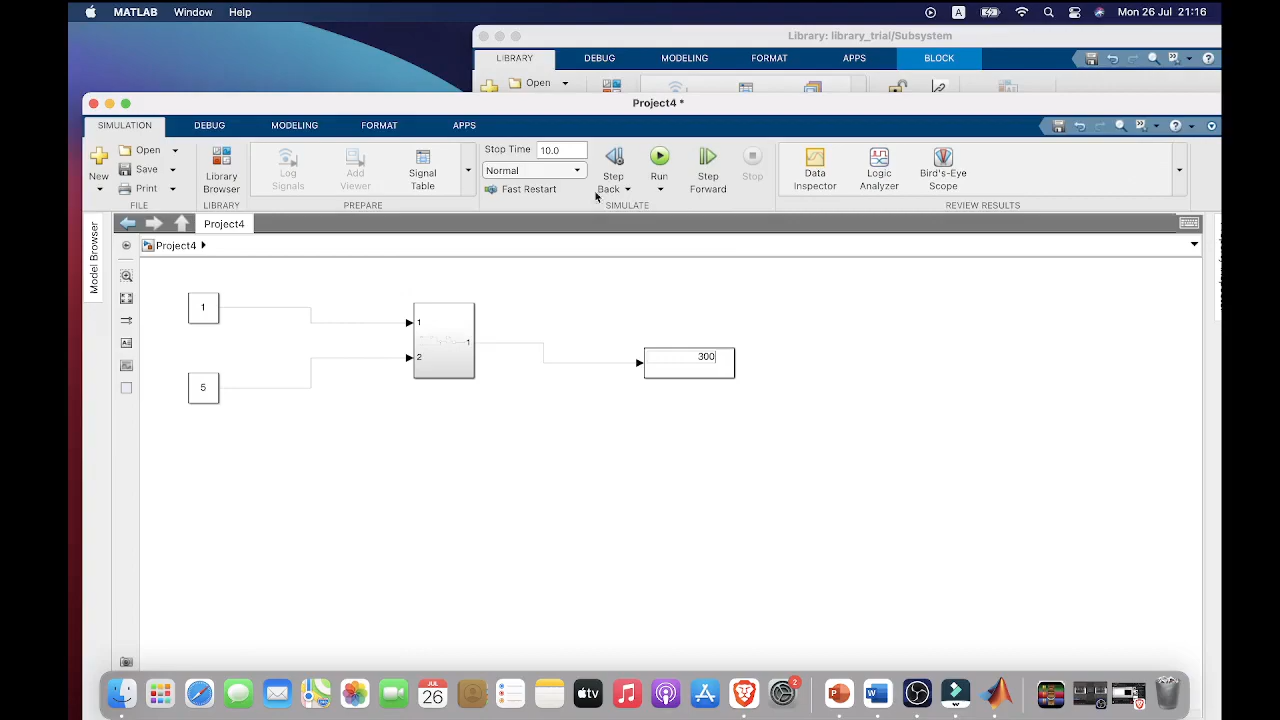 MATLAB Window Help A Mon 26 Jul 21:16
Library: library_trial/Subsystem
LIBRARY DEBUG MODELING FORMAT APPS BLOCK
Open
Project4 *
SIMULATION DEBUG MODELING FORMAT APPS
New Open Save Print
FILE
Library Browser
LIBRARY
Log Signals
Add Viewer
Signal Table
PREPARE
Stop Time 10.0
Normal
Fast Restart
Step Back
Run
Step Forward
Stop
SIMULATE
Data Inspector
Logic Analyzer
Bird's-Eye Scope
REVIEW RESULTS
Project4
Project4
Model Browser
1
1
1
300
2
5
JUL
26
tv
2